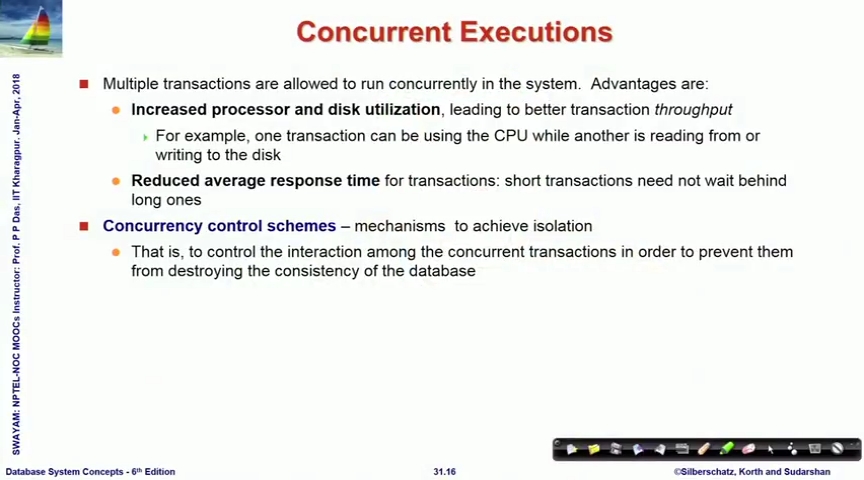 Concurrent Executions
Multiple transactions are allowed to run concurrently in the system. Advantages are:
Increased processor and disk utilization, leading to better transaction throughput
For example, one transaction can be using the CPU while another is reading from or
writing to the disk
Reduced average response time for transactions: short transactions need not wait behind
long ones
Concurrency control schemes – mechanisms to achieve isolation
That is, to control the interaction among the concurrent transactions in order to prevent them
from destroying the consistency of the database
SWAYAM: NPTEL-NOC MOOCs Instructor: Prof. P P Das, IIT Kharagpur. Jan-Apr, 2018
Database System Concepts - 6th Edition
31.16
©Silberschatz, Korth and Sudarshan